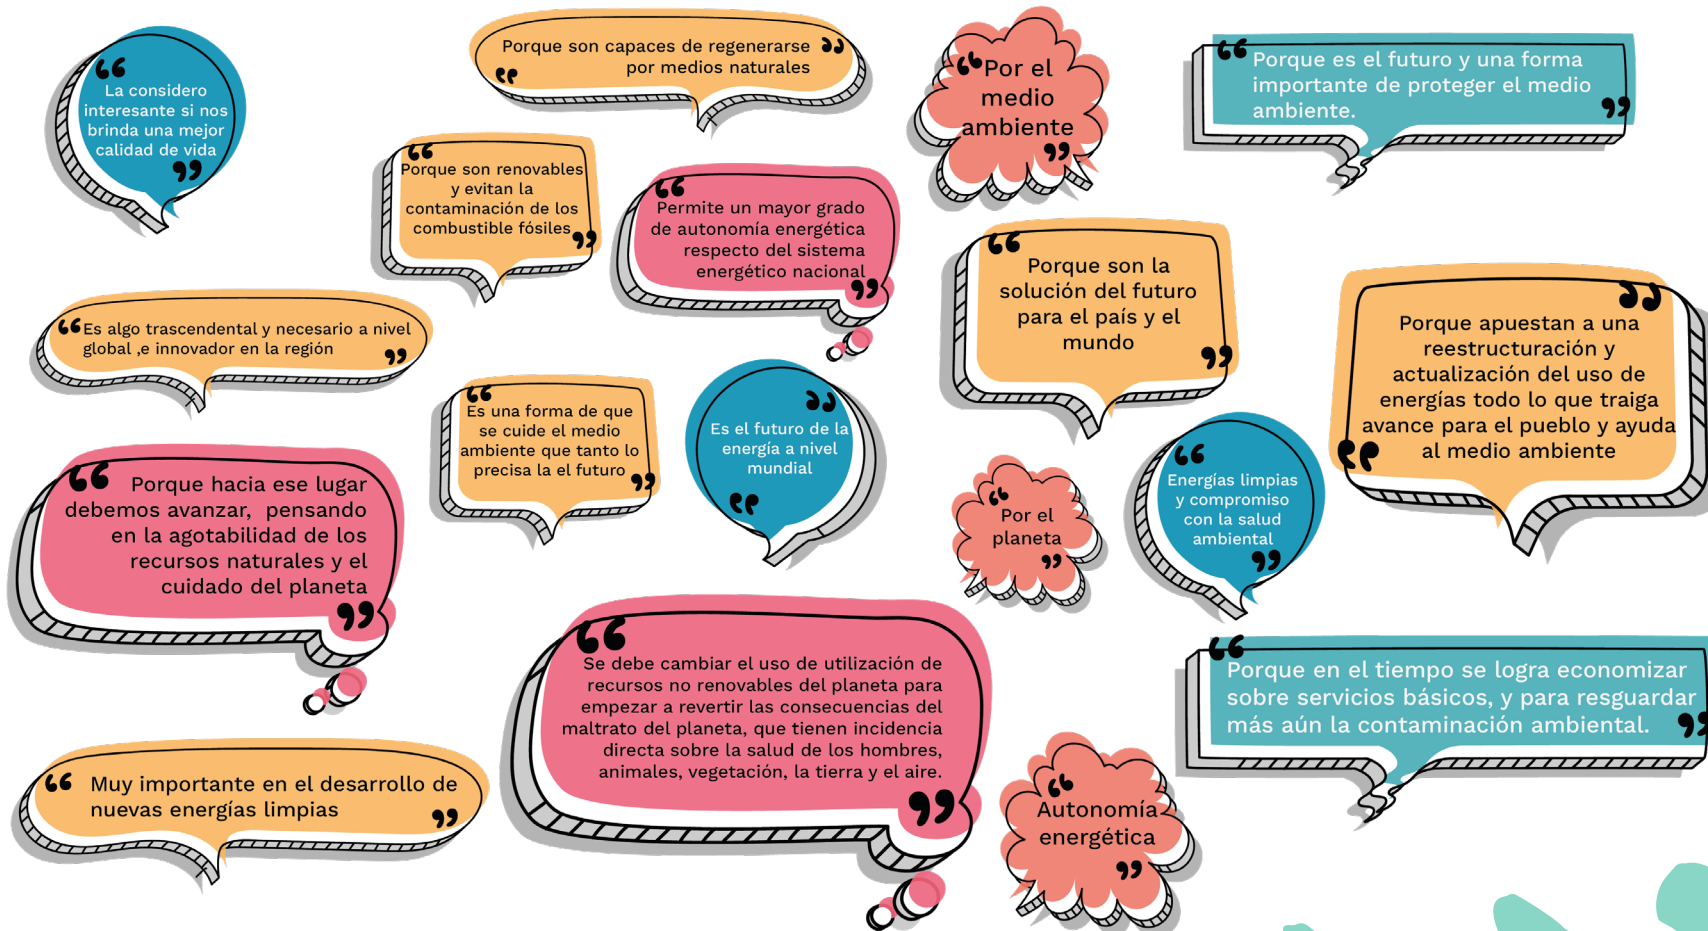 La considero
interesante si nos
brinda una mejor
calidad de vida
Porque son capaces de regenerarse
por medios naturales
Por el
medio
ambiente
Porque es el futuro y una forma
importante de proteger el medio
ambiente.
Porque son renovables
y evitan la
contaminación de los
combustible fósiles
Permite un mayor grado
de autonomía energética
respecto del sistema
energético nacional
Porque son la
solución del futuro
para el país y el
mundo
Porque apuestan a una
reestructuración y
actualización del uso de
energías todo lo que traiga
avance para el pueblo y ayuda
al medio ambiente
Es algo trascendental y necesario a nivel
global ,e innovador en la región
Es una forma de que
se cuide el medio
ambiente que tanto lo
precisa la el futuro
Es el futuro de la
energía a nivel
mundial
Energías limpias
y compromiso
con la salud
ambiental
Porque hacia ese lugar
debemos avanzar,  pensando
en la agotabilidad de los
recursos naturales y el
cuidado del planeta
Por el
planeta
Se debe cambiar el uso de utilización de
recursos no renovables del planeta para
empezar a revertir las consecuencias del
maltrato del planeta, que tienen incidencia
directa sobre la salud de los hombres,
animales, vegetación, la tierra y el aire.
Porque en el tiempo se logra economizar
sobre servicios básicos, y para resguardar
más aún la contaminación ambiental.
Muy importante en el desarrollo de
nuevas energías limpias
Autonomía
energética